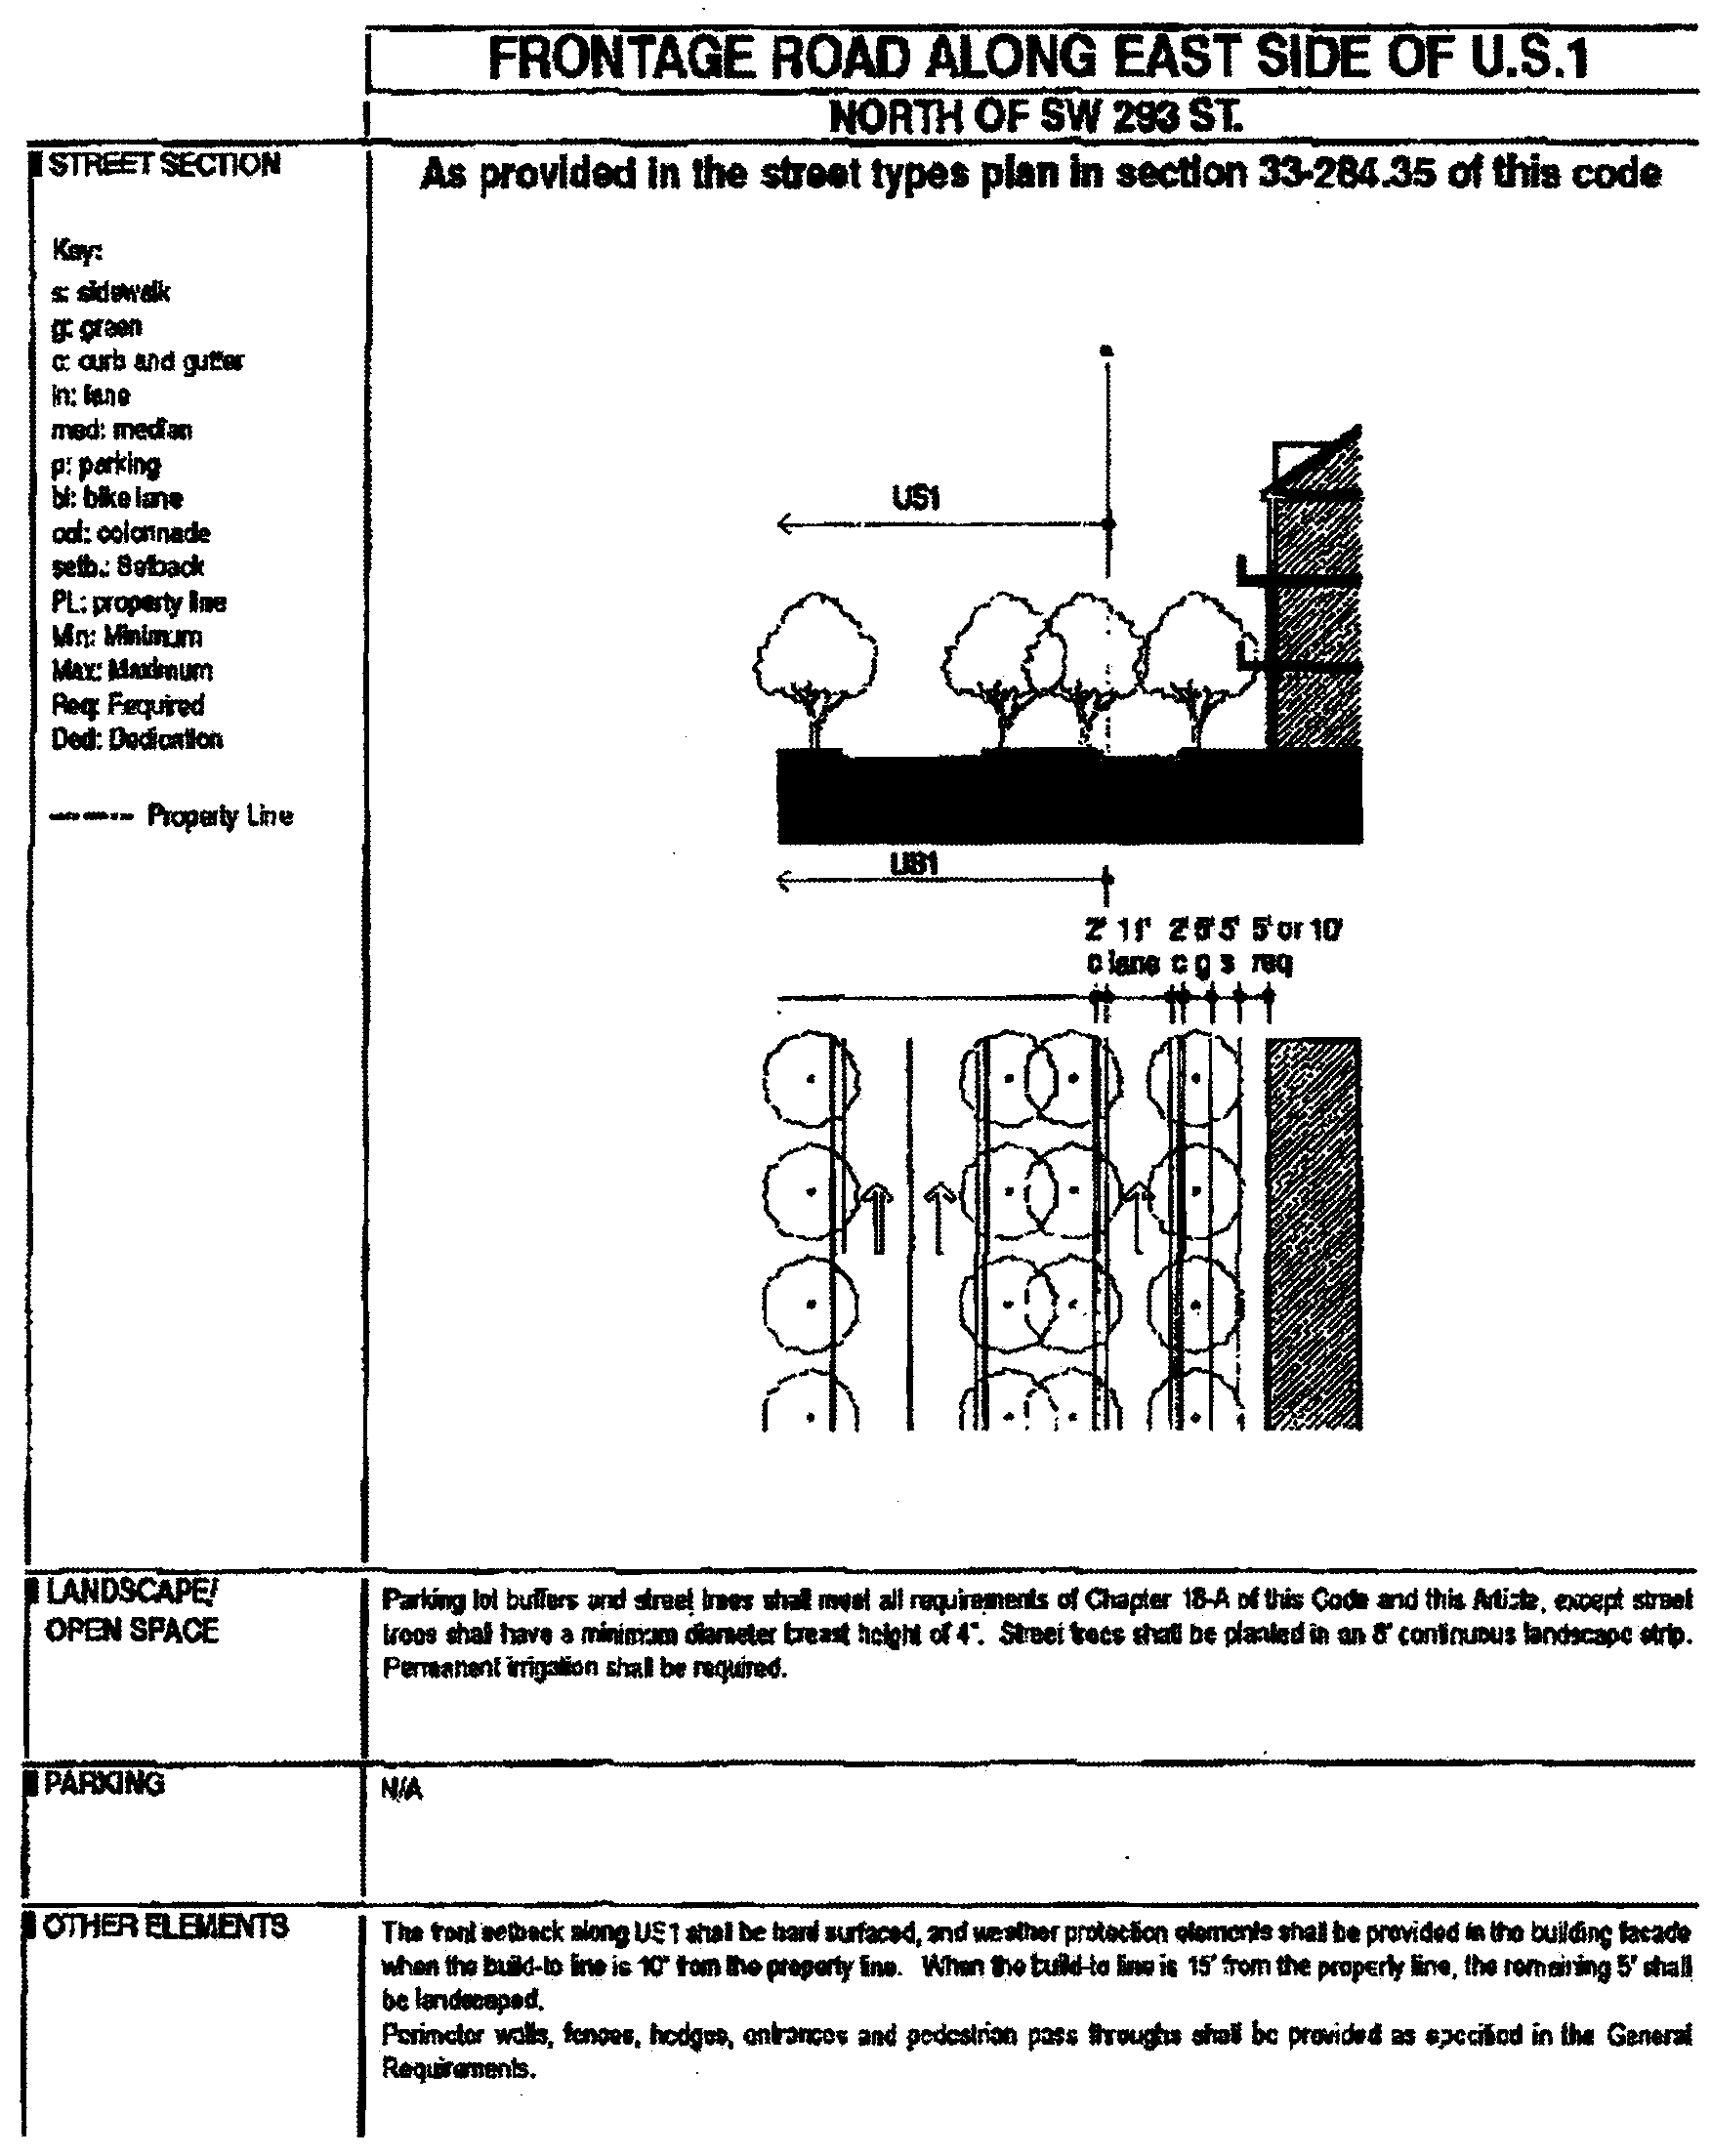 FRONTAGE ROAD ALONG EAST SIDE OF U.S.1
NORTH OF SW 293 ST.
STREET SECTION
As provided in the street types plan in section 33-284.35 of this code
Key:
s: sidewalk
g: green
c: curb and gutter
ln: lane
med: median
p: parking
bl: bike lane
col: colonnade
setb.: Setback
PL: property line
Min: Minimum
Max: Maximum
Req: Required
Ded: Dedication
Property Line
US1
US1
2' 11' 2' 5' 5' 5' or 10'
c lane c g s req
LANDSCAPE/
OPEN SPACE
Parking lot buffers and street trees shall meet all requirements of Chapter 18-A of this Code and this Article, except street
trees shall have a minimum diameter breast height of 4". Street trees shall be planted in an 8' continuous landscape strip.
Permanent irrigation shall be required.
PARKING
N/A
OTHER ELEMENTS
The front setback along US1 shall be hard surfaced, and weather protection elements shall be provided in the building facade
when the build-to line is 10' from the property line. When the build-to line is 15' from the property line, the remaining 5' shall
be landscaped.
Perimeter walls, fences, hedges, entrances and pedestrian pass throughs shall be provided as specified in the General
Requirements.